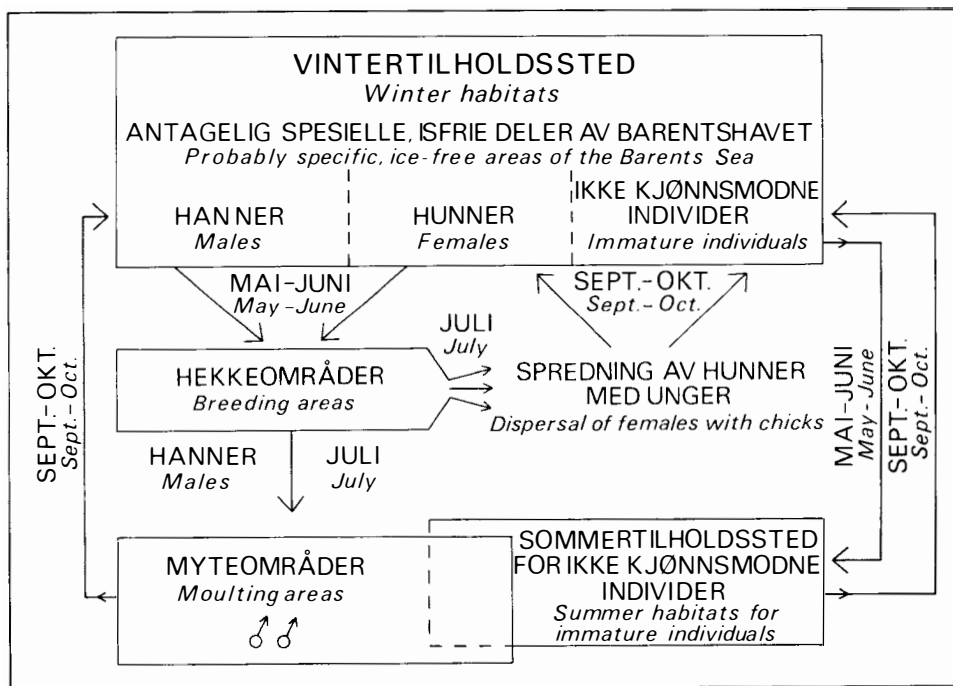 VINTERTILHOLDSSTED
Winter habitats
ANTAGELIG SPESIELLE, ISFRIE DELER AV BARENTSHAVET
Probably specific, ice-free areas of the Barents Sea
HANNER
Males
HUNNER
Females
IKKE KJØNNSMODNE
INDIVIDER
Immature individuals
MAI-JUNI
May-June
SEPT.-OKT.
Sept.-Oct.
JULI
July
HEKKEOMRÅDER
Breeding areas
SPREDNING AV HUNNER
MED UNGER
Dispersal of females with chicks
HANNER
Males
JULI
July
SEPT.-OKT.
Sept.-Oct.
MAI-JUNI
May-June
SEPT.-OKT.
Sept.-Oct.
MYTEOMRÅDER
Moulting areas
♂ ♂
SOMMERTILHOLDSSTED
FOR IKKE KJØNNSMODNE
INDIVIDER
Summer habitats for
immature individuals